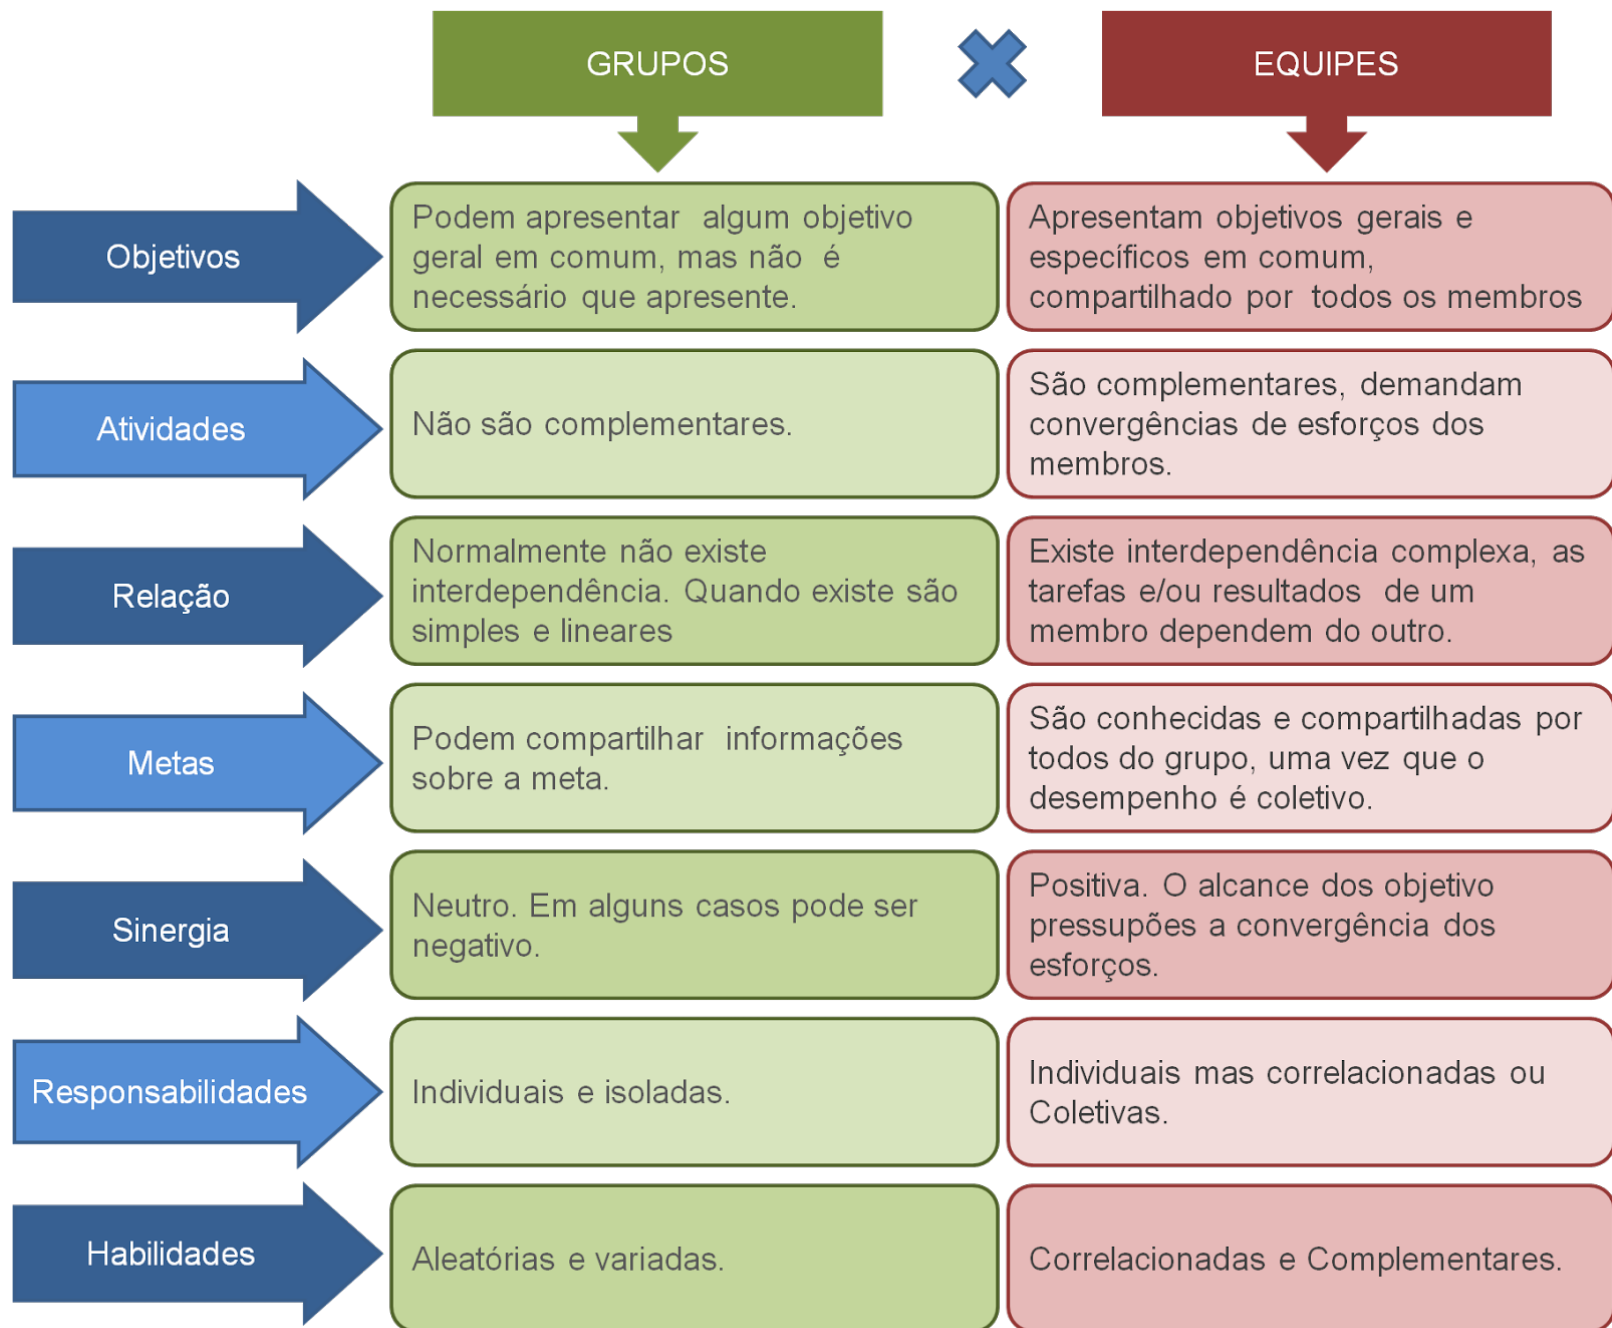 GRUPOS
EQUIPES
Objetivos
Podem apresentar algum objetivo
geral em comum, mas não é
necessário que apresente.
Apresentam objetivos gerais e
específicos em comum,
compartilhado por todos os membros
Atividades
Não são complementares.
São complementares, demandam
convergências de esforços dos
membros.
Relação
Normalmente não existe
interdependência. Quando existe são
simples e lineares
Existe interdependência complexa, as
tarefas e/ou resultados de um
membro dependem do outro.
Metas
Podem compartilhar informações
sobre a meta.
São conhecidas e compartilhadas por
todos do grupo, uma vez que o
desempenho é coletivo.
Sinergia
Neutro. Em alguns casos pode ser
negativo.
Positiva. O alcance dos objetivo
pressupões a convergência dos
esforços.
Responsabilidades
Individuais e isoladas.
Individuais mas correlacionadas ou
Coletivas.
Habilidades
Aleatórias e variadas.
Correlacionadas e Complementares.